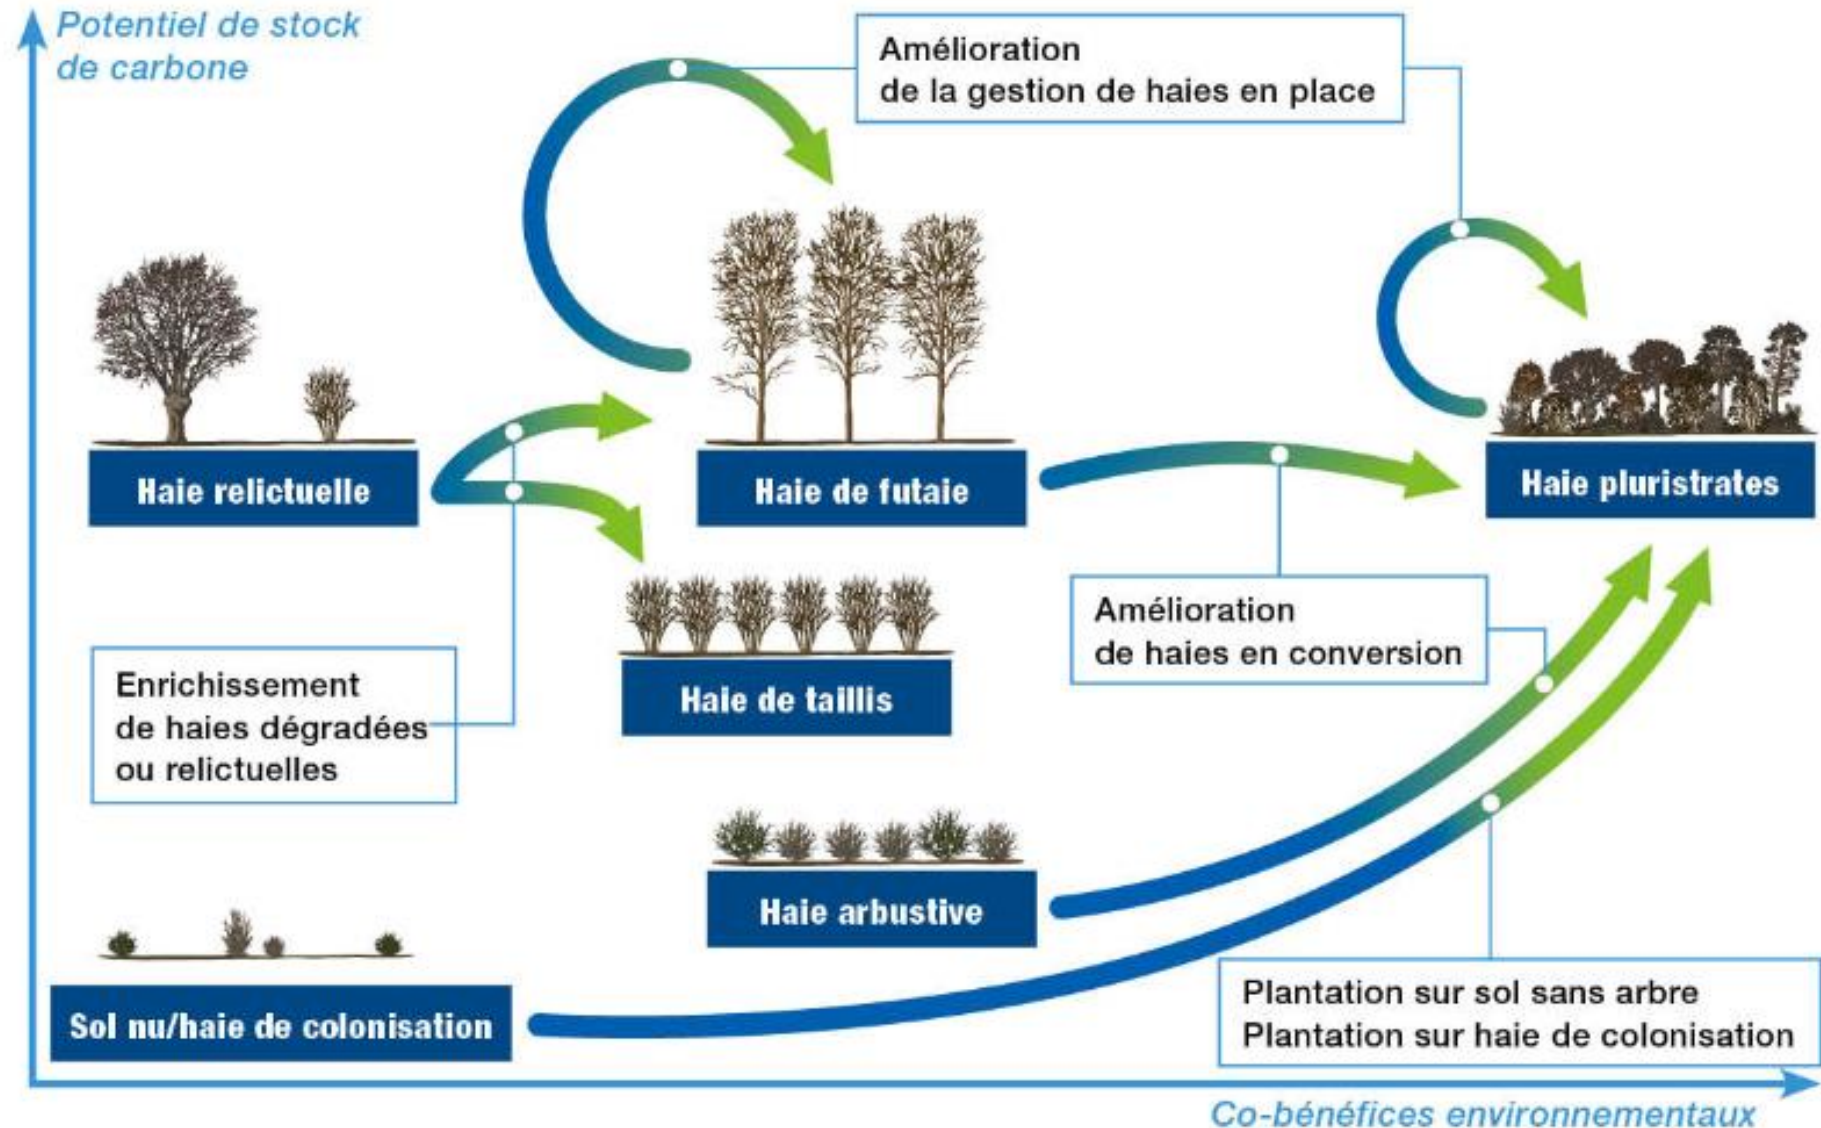 Potentiel de stock
de carbone
Amélioration
de la gestion de haies en place
Haie relictuelle
Haie de futaie
Haie pluristrates
Amélioration
de haies en conversion
Enrichissement
de haies dégradées
ou relictuelles
Haie de taillis
Haie arbustive
Sol nu/haie de colonisation
Plantation sur sol sans arbre
Plantation sur haie de colonisation
Co-bénéfices environnementaux